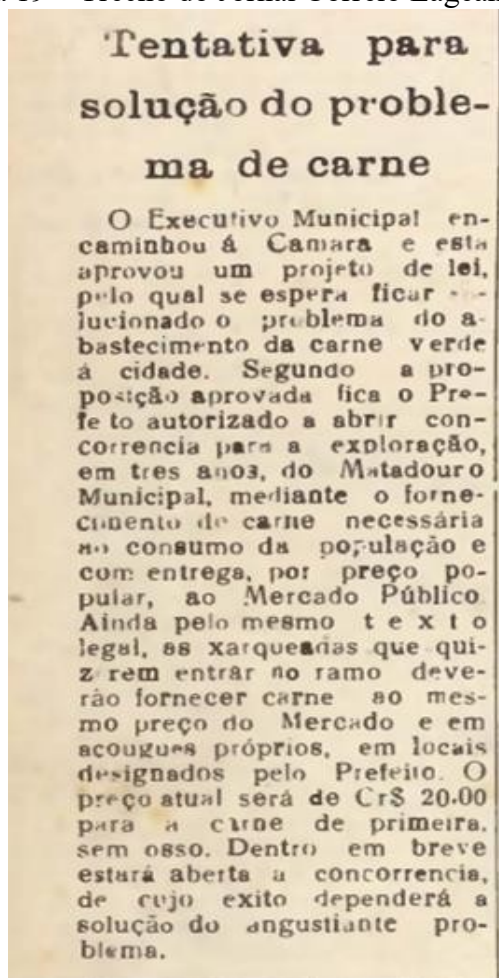 Tentativa para
solução do proble-
ma de carne
O Executivo Municipal en-
caminhou á Camara e esta
aprovou um projeto de lei,
pelo qual se espera ficar
lucionado o problema do a-
bastecimento da carne verde
á cidade. Segundo a pro-
posição aprovada fica o Pre-
fe to autorizado a abrir con-
correncia para a exploração,
em tres anos, do Matadouro
Municipal, mediante o forne-
cimento de carne necessária
ao consumo da população e
com entrega, por preço po-
pular, ao Mercado Público
Ainda pelo mesmo texto
legal, as xarqueadas que qui-
z rem entrar no ramo deve-
rão fornecer carne ao mes-
mo preço do Mercado e em
acougues próprios, em locais
designados pelo Prefeito. O
preço atual será de Cr$ 20.00
para a carne de primeira,
sem osso. Dentro em breve
estará aberta a concorrencia,
de cujo exito dependerá a
solução do angustiante pro-
blema.